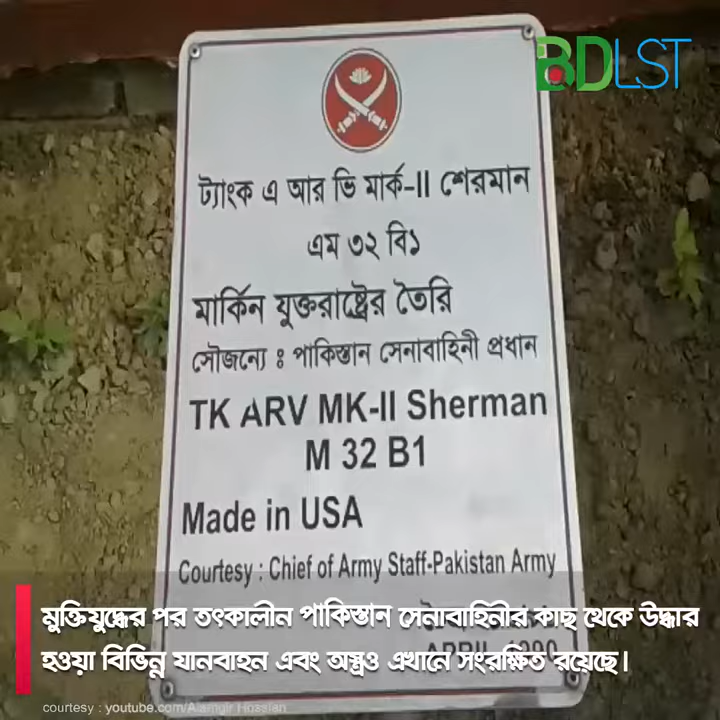 BDLST
ট্যাংক এ আর ভি মার্ক-II শেরমান
এম ৩২ বি১
মার্কিন যুক্তরাষ্ট্রের তৈরি
সৌজন্যে ঃ পাকিস্তান সেনাবাহিনী প্রধান
TK ARV MK-II Sherman
M 32 B1
Made in USA
Courtesy : Chief of Army Staff-Pakistan Army
মুক্তিযুদ্ধের পর তৎকালীন পাকিস্তান সেনাবাহিনীর কাছ থেকে উদ্ধার
হওয়া বিভিন্ন যানবাহন এবং অস্ত্রও এখানে সংরক্ষিত রয়েছে।
courtesy : youtube.com/Alamgir Hossian